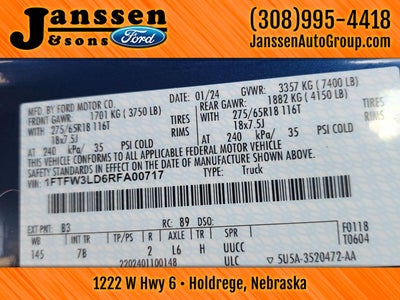 Janssen
& sons
Ford
(308)995-4418
JanssenAutoGroup.com
MFD. BY FORD MOTOR CO.
01/24
GVWR: 3357 KG (7400 LB)
FRONT GAWR: 1701 KG (3750 LB)
REAR GAWR: 1882 KG (4150 LB)
WITH 275/65R18 116T TIRES
WITH 275/65R18 116T TIRES
18x7.5J RIMS
18x7.5J RIMS
AT 240 kPa/ 35 PSI COLD
AT 240 kPa/ 35 PSI COLD
THIS VEHICLE CONFORMS TO ALL APPLICABLE FEDERAL MOTOR VEHICLE
SAFETY STANDARDS IN EFFECT ON THE DATE OF MANUFACTURE SHOWN ABOVE.
VIN: 1FTFW3LD6RFA00717
TYPE: Truck
EXT PNT: B3 RC: 89 DSO: F0118
WB INT TR TP/PS R AXLE TR SPR T0604
145 7B 2 L6 H UUCC
2202401100148 ULC 5U5A-3520472-AA
1222 W Hwy 6 • Holdrege, Nebraska